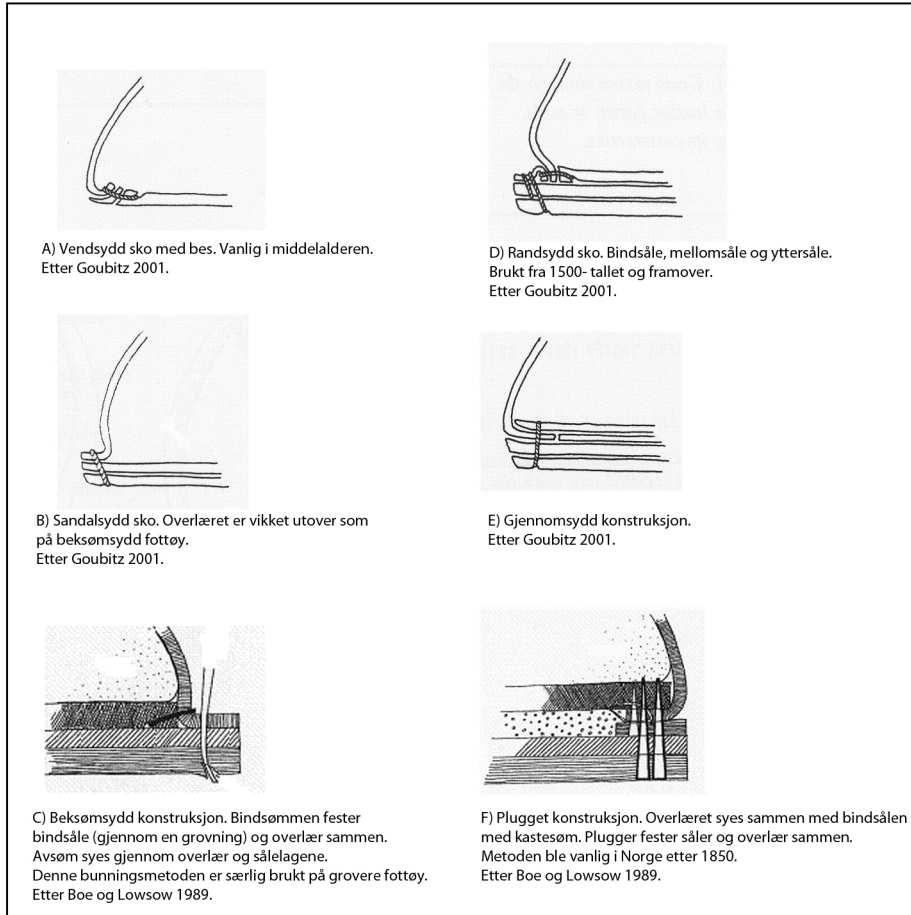 A) Vendsydd sko med bes. Vanlig i middelalderen.
Etter Goubitz 2001.
D) Randsydd sko. Bindsåle, mellomsåle og yttersåle.
Brukt fra 1500- tallet og framover.
Etter Goubitz 2001.
B) Sandalsydd sko. Overlæret er vikket utover som
på beksømsydd fottøy.
Etter Goubitz 2001.
E) Gjennomsydd konstruksjon.
Etter Goubitz 2001.
C) Beksømsydd konstruksjon. Bindsømmen fester
bindsåle (gjennom en grovning) og overlær sammen.
Avsøm syes gjennom overlær og sålelagene.
Denne bunningsmetoden er særlig brukt på grovere fottøy.
Etter Boe og Lowsow 1989.
F) Plugget konstruksjon. Overlæret syes sammen med bindsålen
med kastesøm. Plugger fester såler og overlær sammen.
Metoden ble vanlig i Norge etter 1850.
Etter Boe og Lowsow 1989.